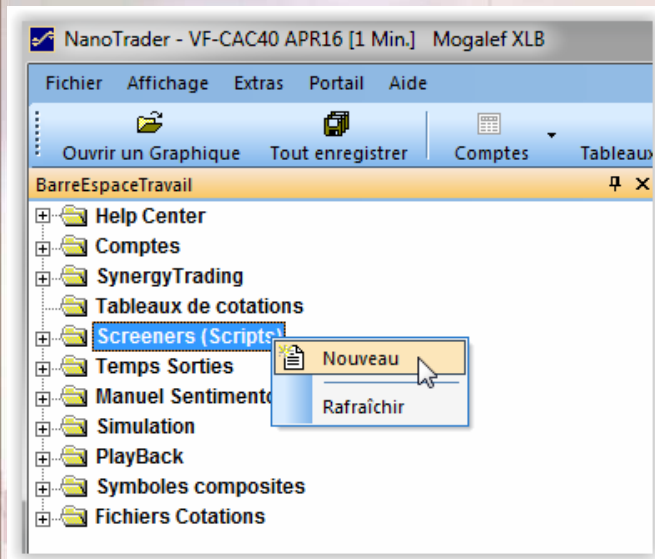 NanoTrader - VF-CAC40 APR16 [1 Min.] Mogalef XLB
Fichier Affichage Extras Portail Aide
Ouvrir un Graphique Tout enregistrer Comptes Tableaux
BarreEspaceTravail
Help Center
Comptes
SynergyTrading
Tableaux de cotations
Screeners (Scripts)
Nouveau
Temps Sorties
Manuel Sentimento
Rafraîchir
Simulation
PlayBack
Symboles composites
Fichiers Cotations